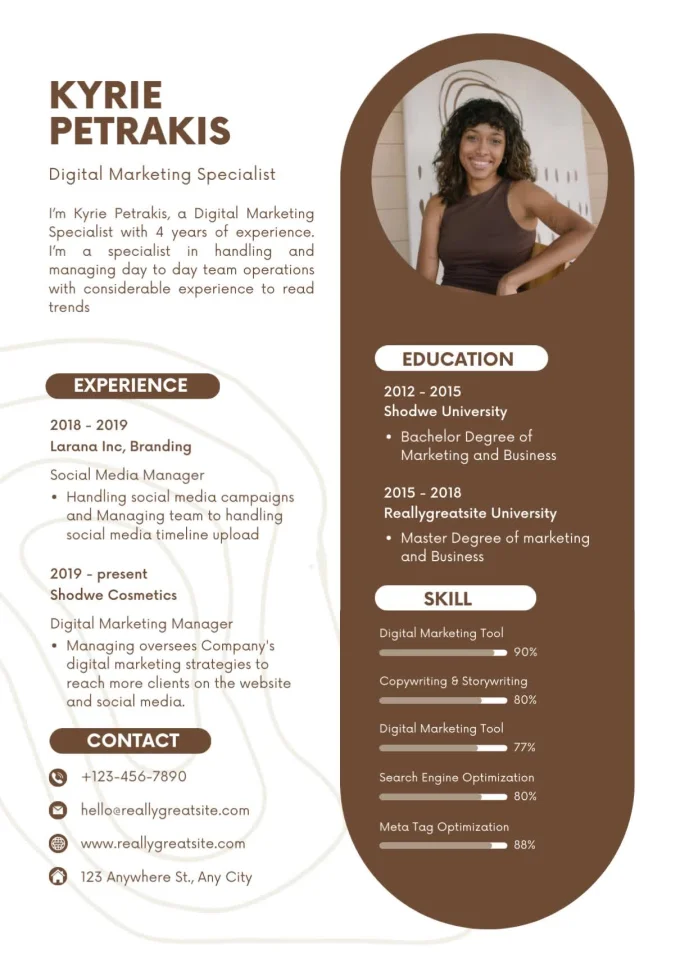 KYRIE
PETRAKIS
Digital Marketing Specialist
I'm Kyrie Petrakis, a Digital Marketing
Specialist with 4 years of experience.
I'm a specialist in handling and
managing day to day team operations
with considerable experience to read
trends
EXPERIENCE
2018 - 2019
Larana Inc, Branding
Social Media Manager
• Handling social media campaigns
and Managing team to handling
social media timeline upload
2019 - present
Shodwe Cosmetics
Digital Marketing Manager
• Managing oversees Company's
digital marketing strategies to
reach more clients on the website
and social media.
CONTACT
+123-456-7890
hello@reallygreatsite.com
www.reallygreatsite.com
123 Anywhere St., Any City
EDUCATION
2012 - 2015
Shodwe University
• Bachelor Degree of
Marketing and Business
2015 - 2018
Reallygreatsite University
• Master Degree of marketing
and Business
SKILL
Digital Marketing Tool
90%
Copywriting & Storywriting
80%
Digital Marketing Tool
77%
Search Engine Optimization
80%
Meta Tag Optimization
88%